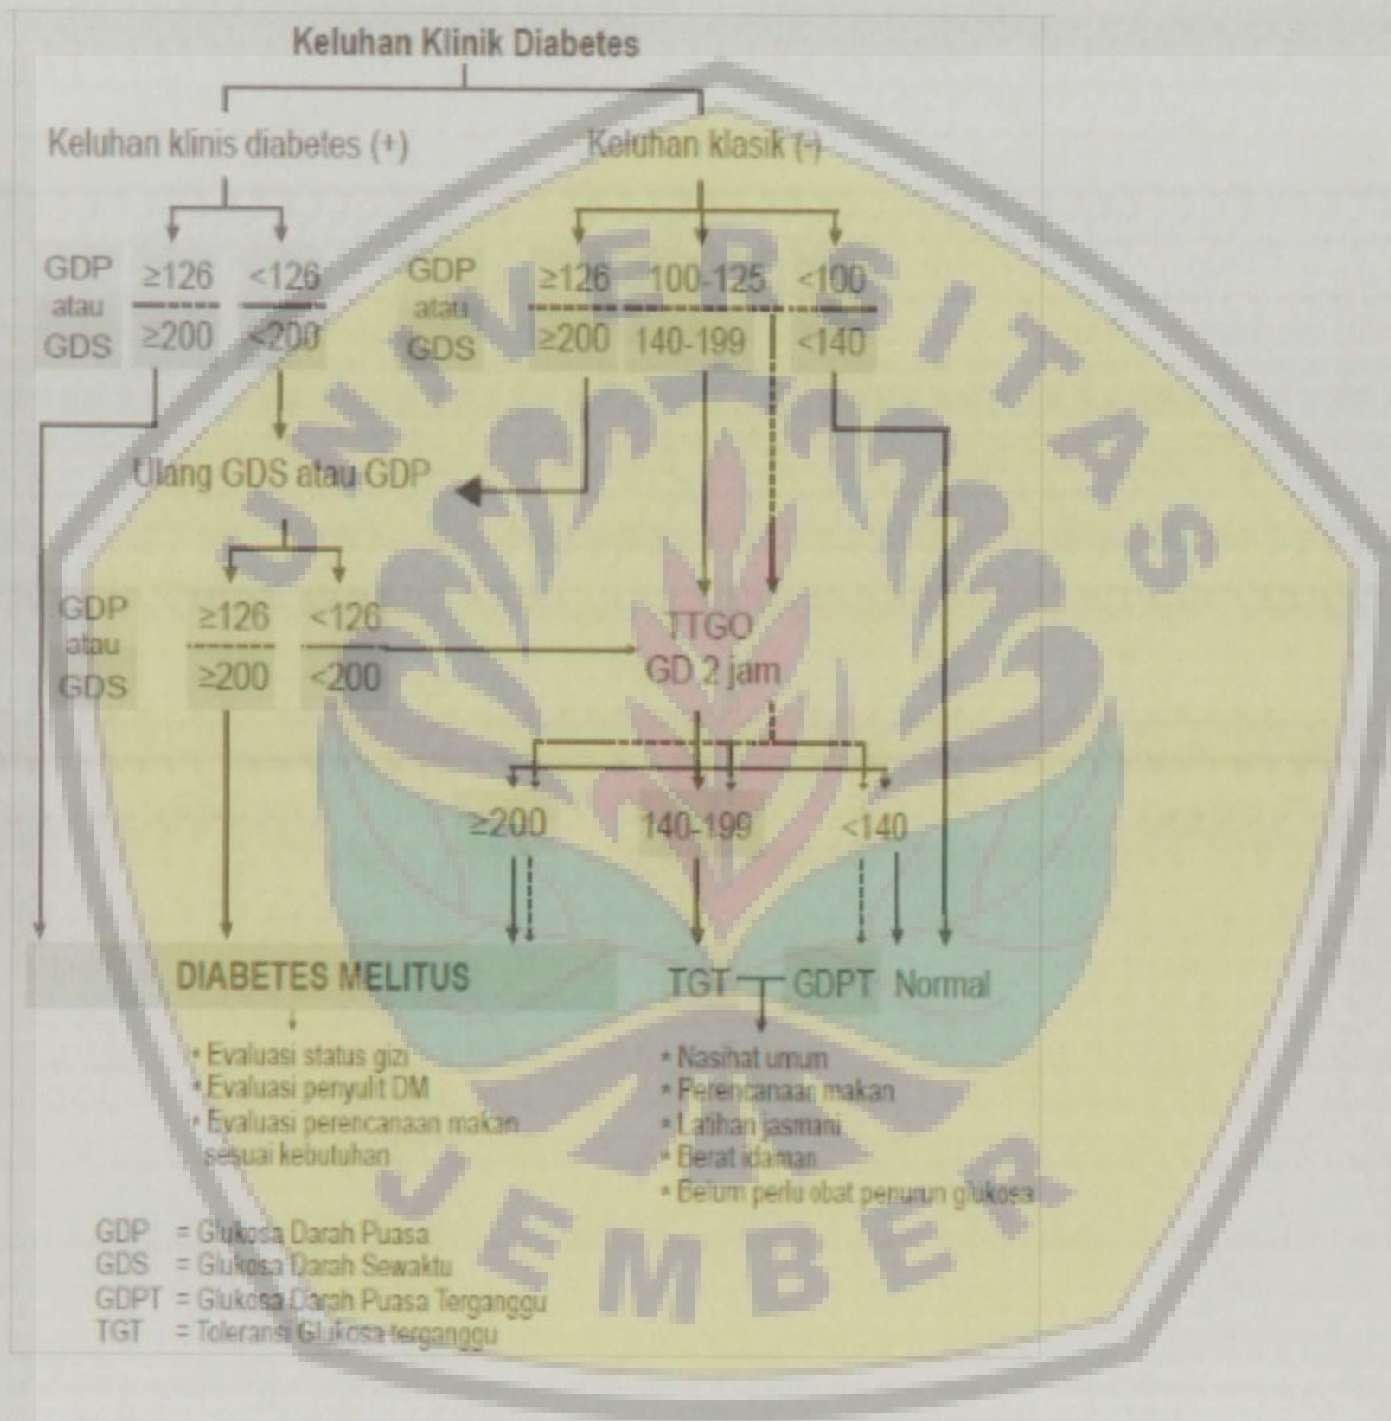 Keluhan Klinik Diabetes
Keluhan klinis diabetes (+) Keluhan klasik (-)
GDP ≥126 <126 GDP ≥126 100-125 <100
atau atau
GDS ≥200 <200 GDS ≥200 140-199 <140
Ulang GDS atau GDP
GDP ≥126 <126
atau
GDS ≥200 <200
TTGO
GD 2 jam
≥200 140-199 <140
DIABETES MELITUS TGT GDPT Normal
* Evaluasi status gizi
* Evaluasi penyulit DM
* Evaluasi perencanaan makan
sesuai kebutuhan
* Nasihat umum
* Perencanaan makan
* Latihan jasmani
* Berat idaman
* Belum perlu obat penurun glukosa
GDP = Glukosa Darah Puasa
GDS = Glukosa Darah Sewaktu
GDPT = Glukosa Darah Puasa Terganggu
TGT = Toleransi Glukosa terganggu
UNIVERSITAS
JEMBER